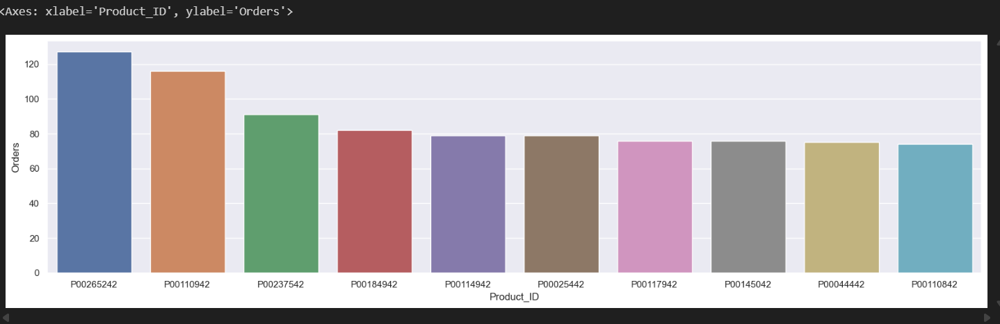 <Axes: xlabel='Product_ID', ylabel='Orders'>
120
100
80
60
40
20
0
Orders
P00265242 P00110942 P00237542 P00184942 P00114942 P00025442 P00117942 P00145042 P00044442 P00110842
Product_ID